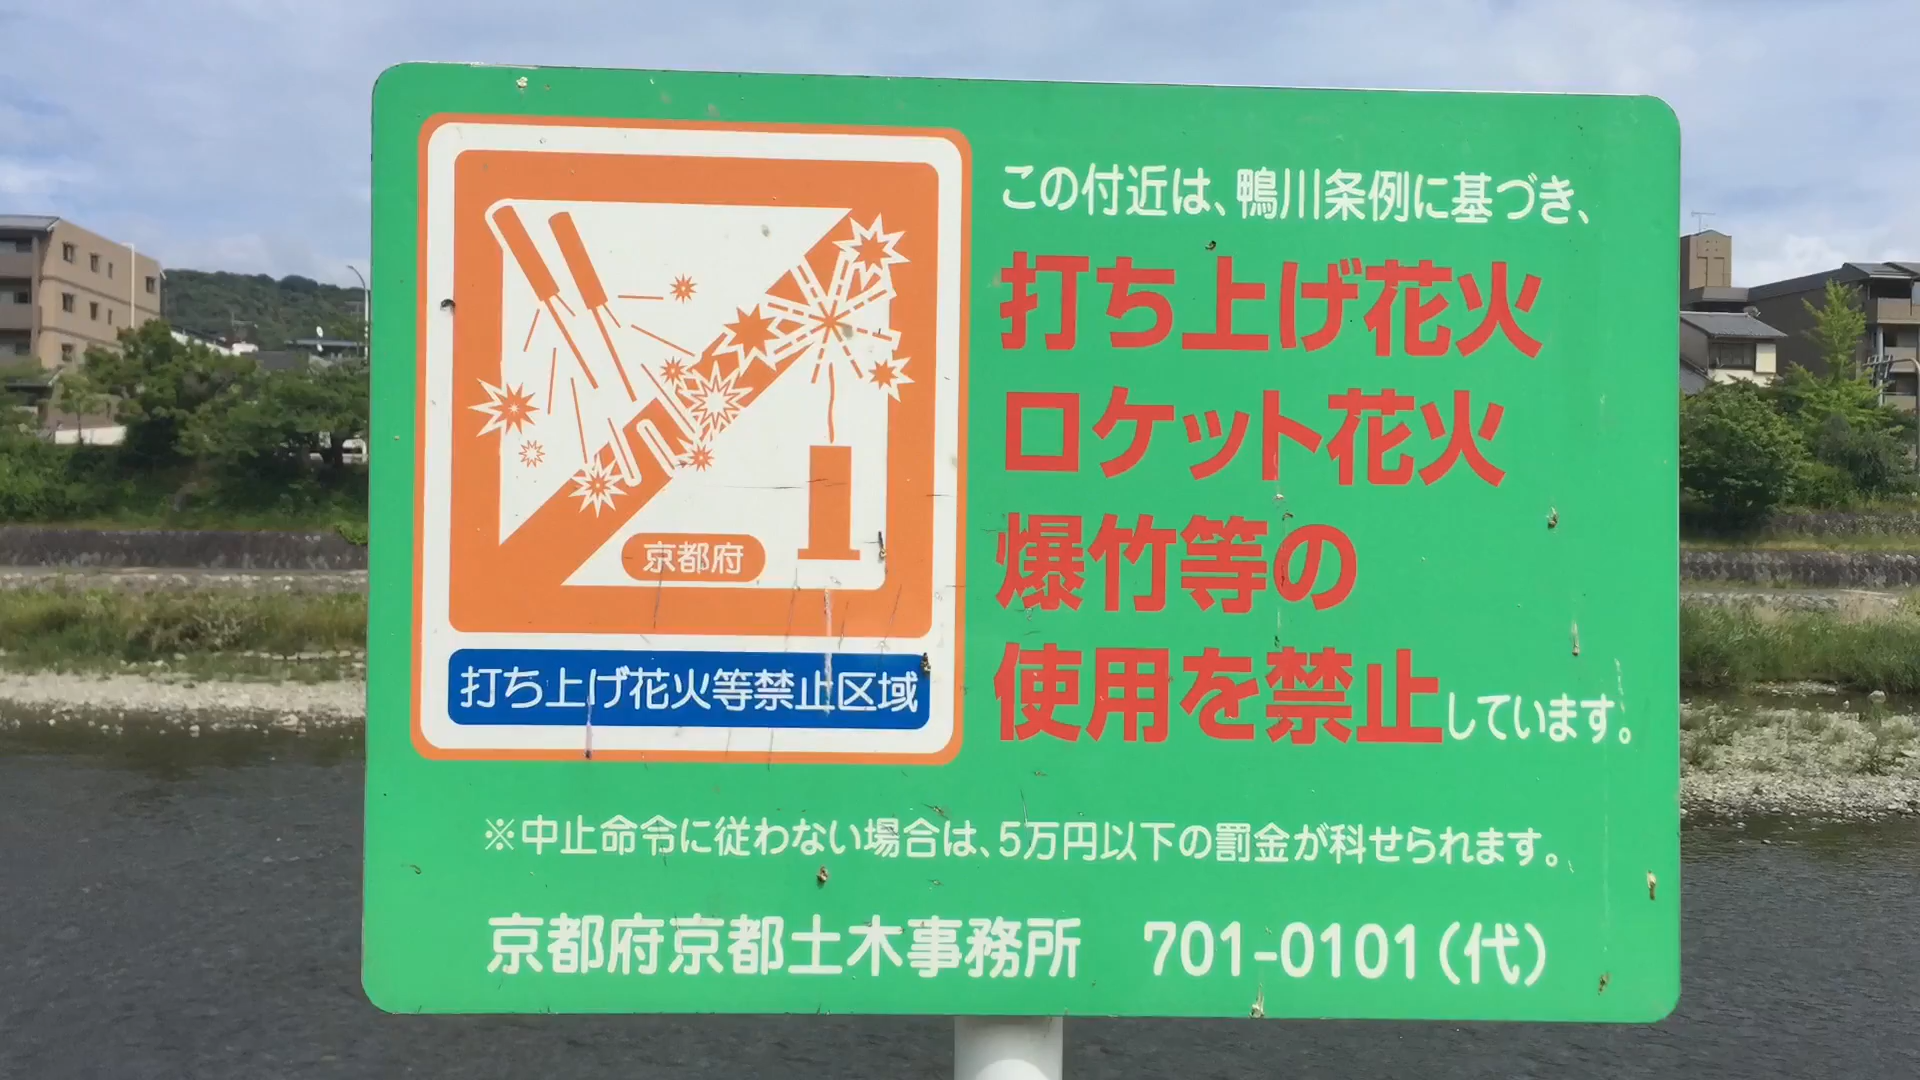 京都府
打ち上げ花火等禁止区域
この付近は、鴨川条例に基づき、
打ち上げ花火
ロケット花火
爆竹等の
使用を禁止しています。
※中止命令に従わない場合は、5万円以下の罰金が科せられます。
京都府京都土木事務所 701-0101(代)